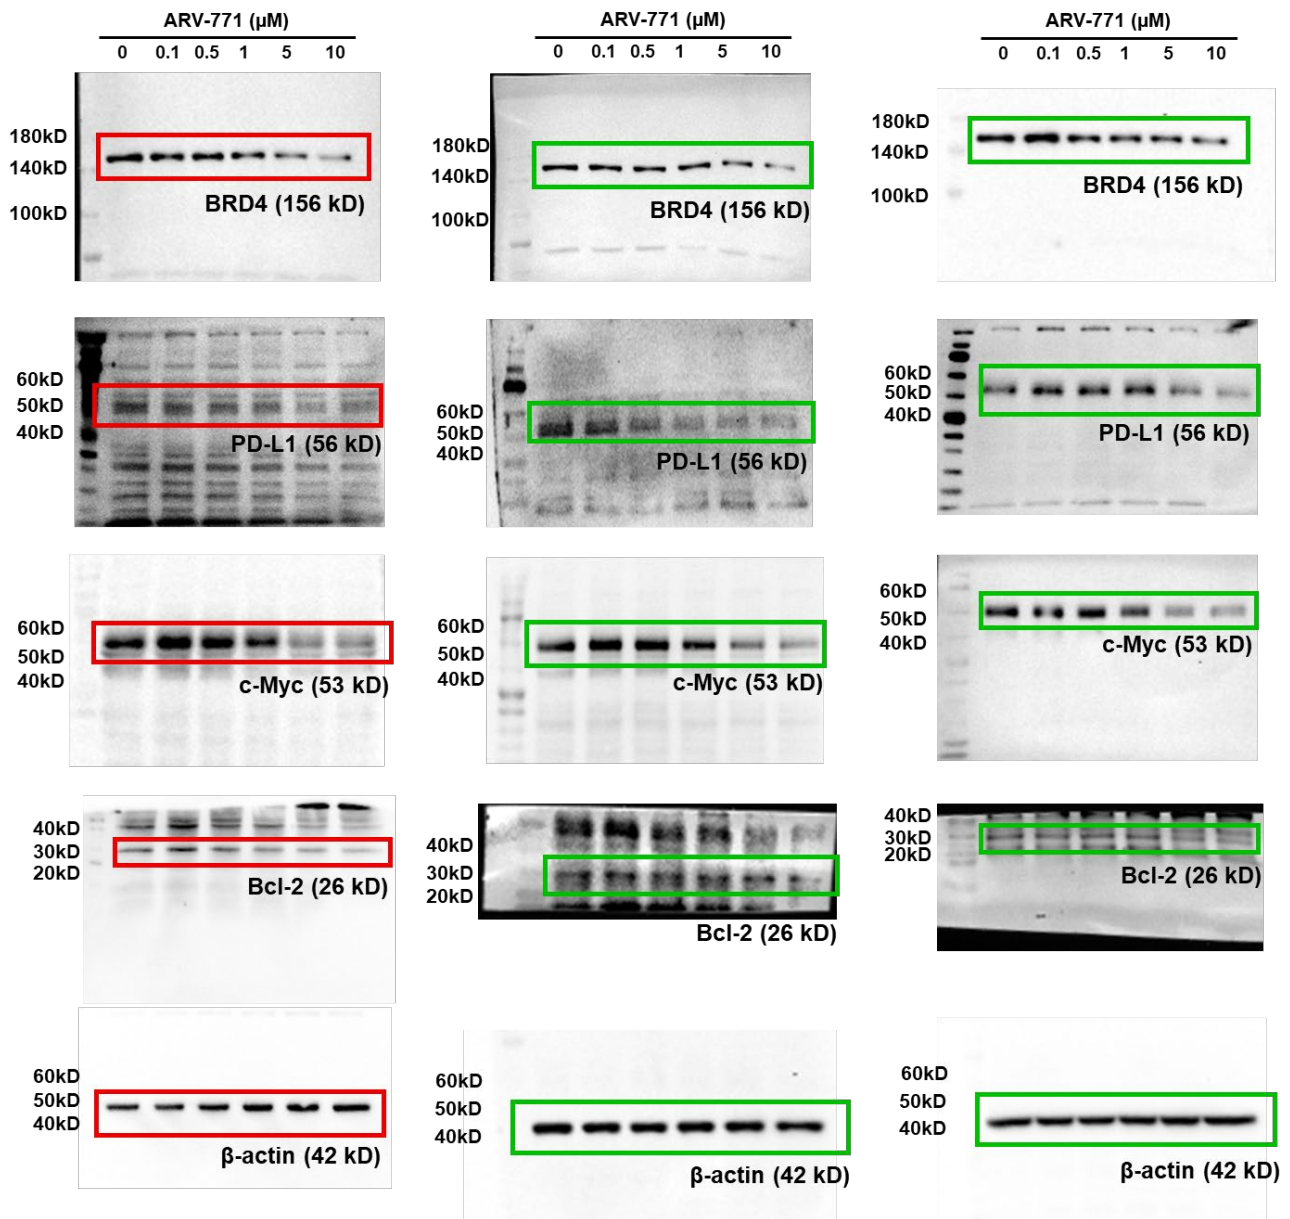 ARV-771 (µM)
0 0.1 0.5 1 5 10
180kD
140kD
100kD
BRD4 (156 kD)
60kD
50kD
40kD
PD-L1 (56 kD)
60kD
50kD
40kD
c-Myc (53 kD)
40kD
30kD
20kD
Bcl-2 (26 kD)
60kD
50kD
40kD
β-actin (42 kD)
ARV-771 (µM)
0 0.1 0.5 1 5 10
180kD
140kD
100kD
BRD4 (156 kD)
60kD
50kD
40kD
PD-L1 (56 kD)
60kD
50kD
40kD
c-Myc (53 kD)
40kD
30kD
20kD
Bcl-2 (26 kD)
60kD
50kD
40kD
β-actin (42 kD)
ARV-771 (µM)
0 0.1 0.5 1 5 10
180kD
140kD
100kD
BRD4 (156 kD)
60kD
50kD
40kD
PD-L1 (56 kD)
60kD
50kD
40kD
c-Myc (53 kD)
40kD
30kD
20kD
Bcl-2 (26 kD)
60kD
50kD
40kD
β-actin (42 kD)